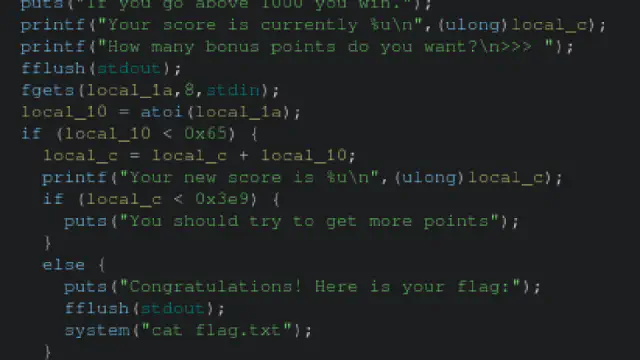 puts("If you go above 1000 you win.");
printf("Your score is currently %u\n",(ulong)local_c);
printf("How many bonus points do you want?\n>>> ");
fflush(stdout);
fgets(local_1a,8,stdin);
local_10 = atoi(local_1a);
if (local_10 < 0x65) {
local_c = local_c + local_10;
printf("Your new score is %u\n",(ulong)local_c);
if (local_c < 0x3e9) {
puts("You should try to get more points");
}
else {
puts("Congratulations! Here is your flag:");
fflush(stdout);
system("cat flag.txt");
}